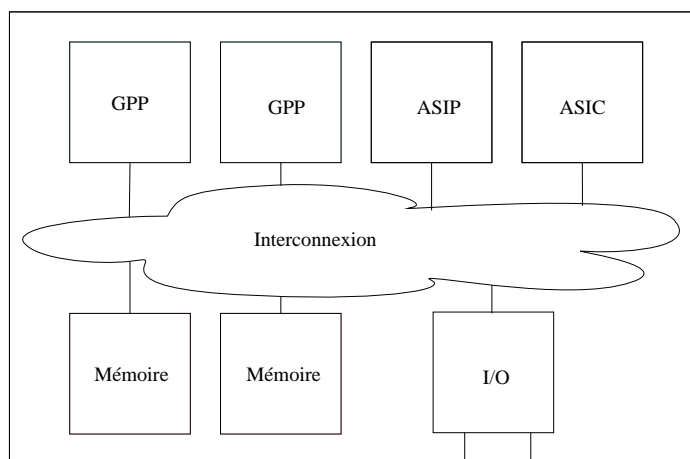 GPP
GPP
ASIP
ASIC
Interconnexion
Mémoire
Mémoire
I/O